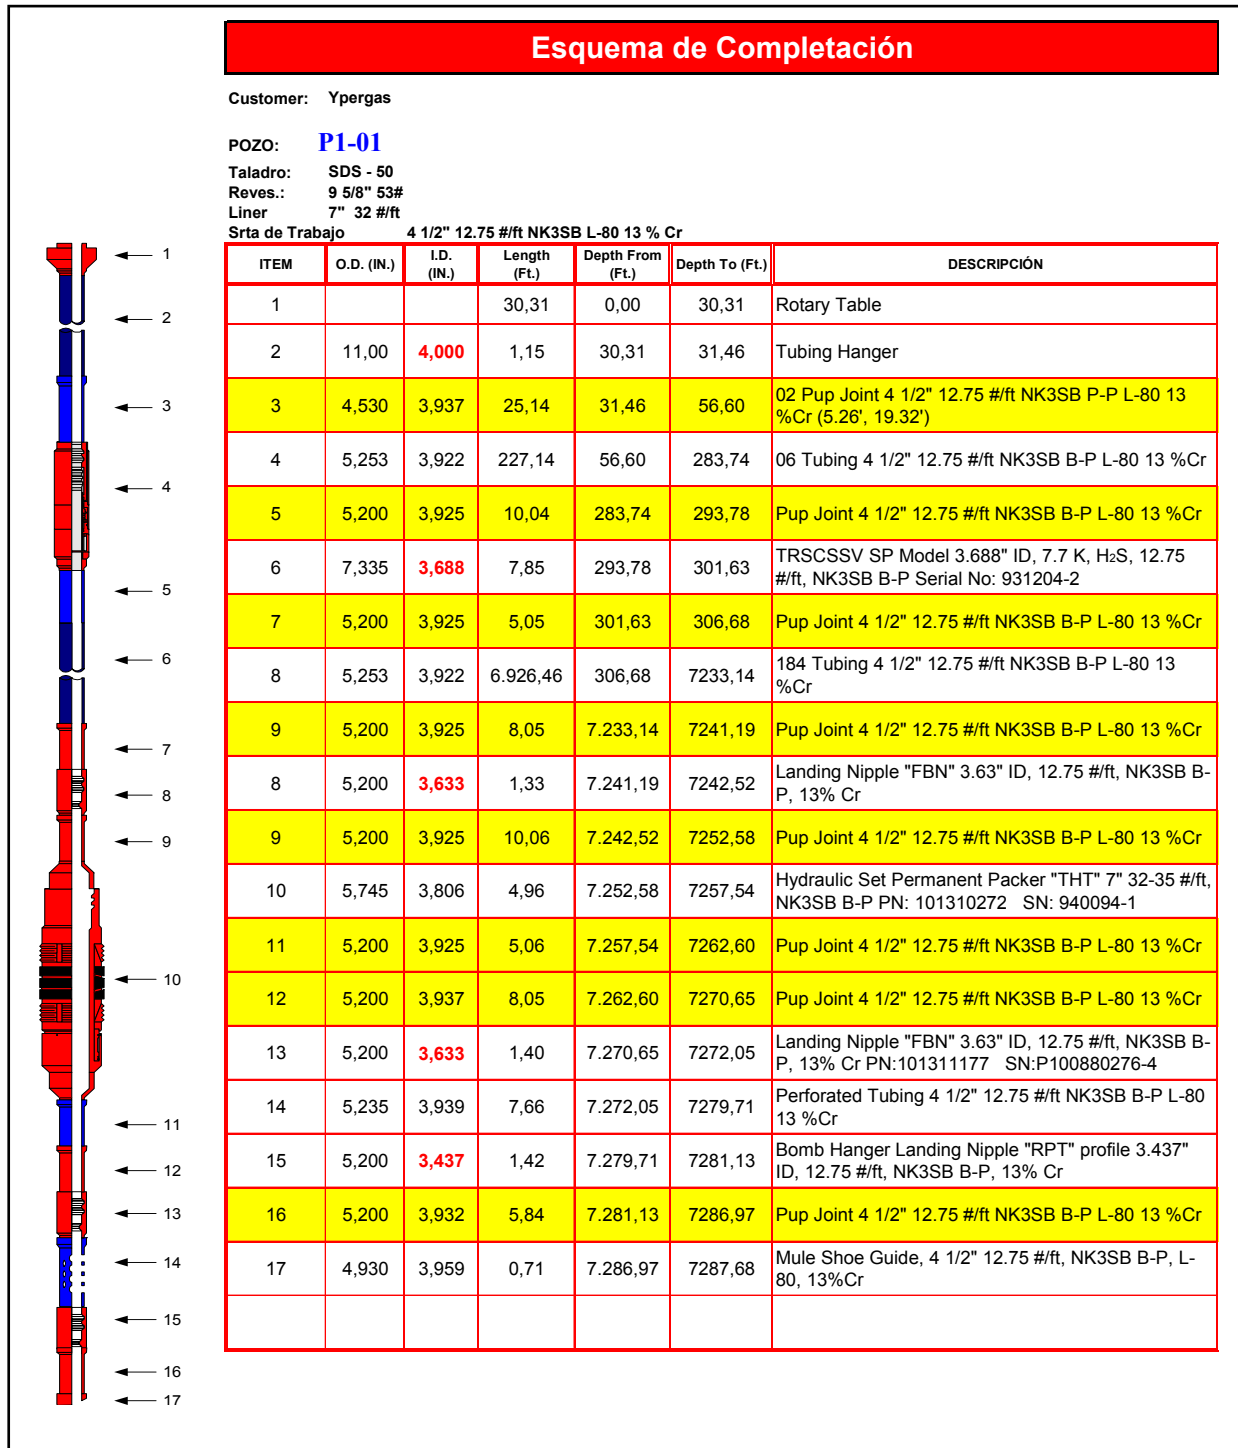 Esquema de Completación
Customer: Ypergas
POZO: P1-01
Taladro: SDS - 50
Reves.: 9 5/8" 53#
Liner 7" 32 #/ft
Srta de Trabajo 4 1/2" 12.75 #/ft NK3SB L-80 13 % Cr
ITEM O.D. (IN.) I.D. (IN.) Length (Ft.) Depth From (Ft.) Depth To (Ft.) DESCRIPCIÓN
1 30,31 0,00 30,31 Rotary Table
2 11,00 4,000 1,15 30,31 31,46 Tubing Hanger
3 4,530 3,937 25,14 31,46 56,60 02 Pup Joint 4 1/2" 12.75 #/ft NK3SB P-P L-80 13
%Cr (5.26', 19.32')
4 5,253 3,922 227,14 56,60 283,74 06 Tubing 4 1/2" 12.75 #/ft NK3SB B-P L-80 13 %Cr
5 5,200 3,925 10,04 283,74 293,78 Pup Joint 4 1/2" 12.75 #/ft NK3SB B-P L-80 13 %Cr
6 7,335 3,688 7,85 293,78 301,63 TRSCSSV SP Model 3.688" ID, 7.7 K, H2S, 12.75
#/ft, NK3SB B-P Serial No: 931204-2
7 5,200 3,925 5,05 301,63 306,68 Pup Joint 4 1/2" 12.75 #/ft NK3SB B-P L-80 13 %Cr
8 5,253 3,922 6.926,46 306,68 7233,14 184 Tubing 4 1/2" 12.75 #/ft NK3SB B-P L-80 13
%Cr
9 5,200 3,925 8,05 7.233,14 7241,19 Pup Joint 4 1/2" 12.75 #/ft NK3SB B-P L-80 13 %Cr
8 5,200 3,633 1,33 7.241,19 7242,52 Landing Nipple "FBN" 3.63" ID, 12.75 #/ft, NK3SB B-
P, 13% Cr
9 5,200 3,925 10,06 7.242,52 7252,58 Pup Joint 4 1/2" 12.75 #/ft NK3SB B-P L-80 13 %Cr
10 5,745 3,806 4,96 7.252,58 7257,54 Hydraulic Set Permanent Packer "THT" 7" 32-35 #/ft,
NK3SB B-P PN: 101310272 SN: 940094-1
11 5,200 3,925 5,06 7.257,54 7262,60 Pup Joint 4 1/2" 12.75 #/ft NK3SB B-P L-80 13 %Cr
12 5,200 3,937 8,05 7.262,60 7270,65 Pup Joint 4 1/2" 12.75 #/ft NK3SB B-P L-80 13 %Cr
13 5,200 3,633 1,40 7.270,65 7272,05 Landing Nipple "FBN" 3.63" ID, 12.75 #/ft, NK3SB B-
P, 13% Cr PN:101311177 SN:P100880276-4
14 5,235 3,939 7,66 7.272,05 7279,71 Perforated Tubing 4 1/2" 12.75 #/ft NK3SB B-P L-80
13 %Cr
15 5,200 3,437 1,42 7.279,71 7281,13 Bomb Hanger Landing Nipple "RPT" profile 3.437"
ID, 12.75 #/ft, NK3SB B-P, 13% Cr
16 5,200 3,932 5,84 7.281,13 7286,97 Pup Joint 4 1/2" 12.75 #/ft NK3SB B-P L-80 13 %Cr
17 4,930 3,959 0,71 7.286,97 7287,68 Mule Shoe Guide, 4 1/2" 12.75 #/ft, NK3SB B-P, L-
80, 13%Cr
1
2
3
4
5
6
7
8
9
10
11
12
13
14
15
16
17